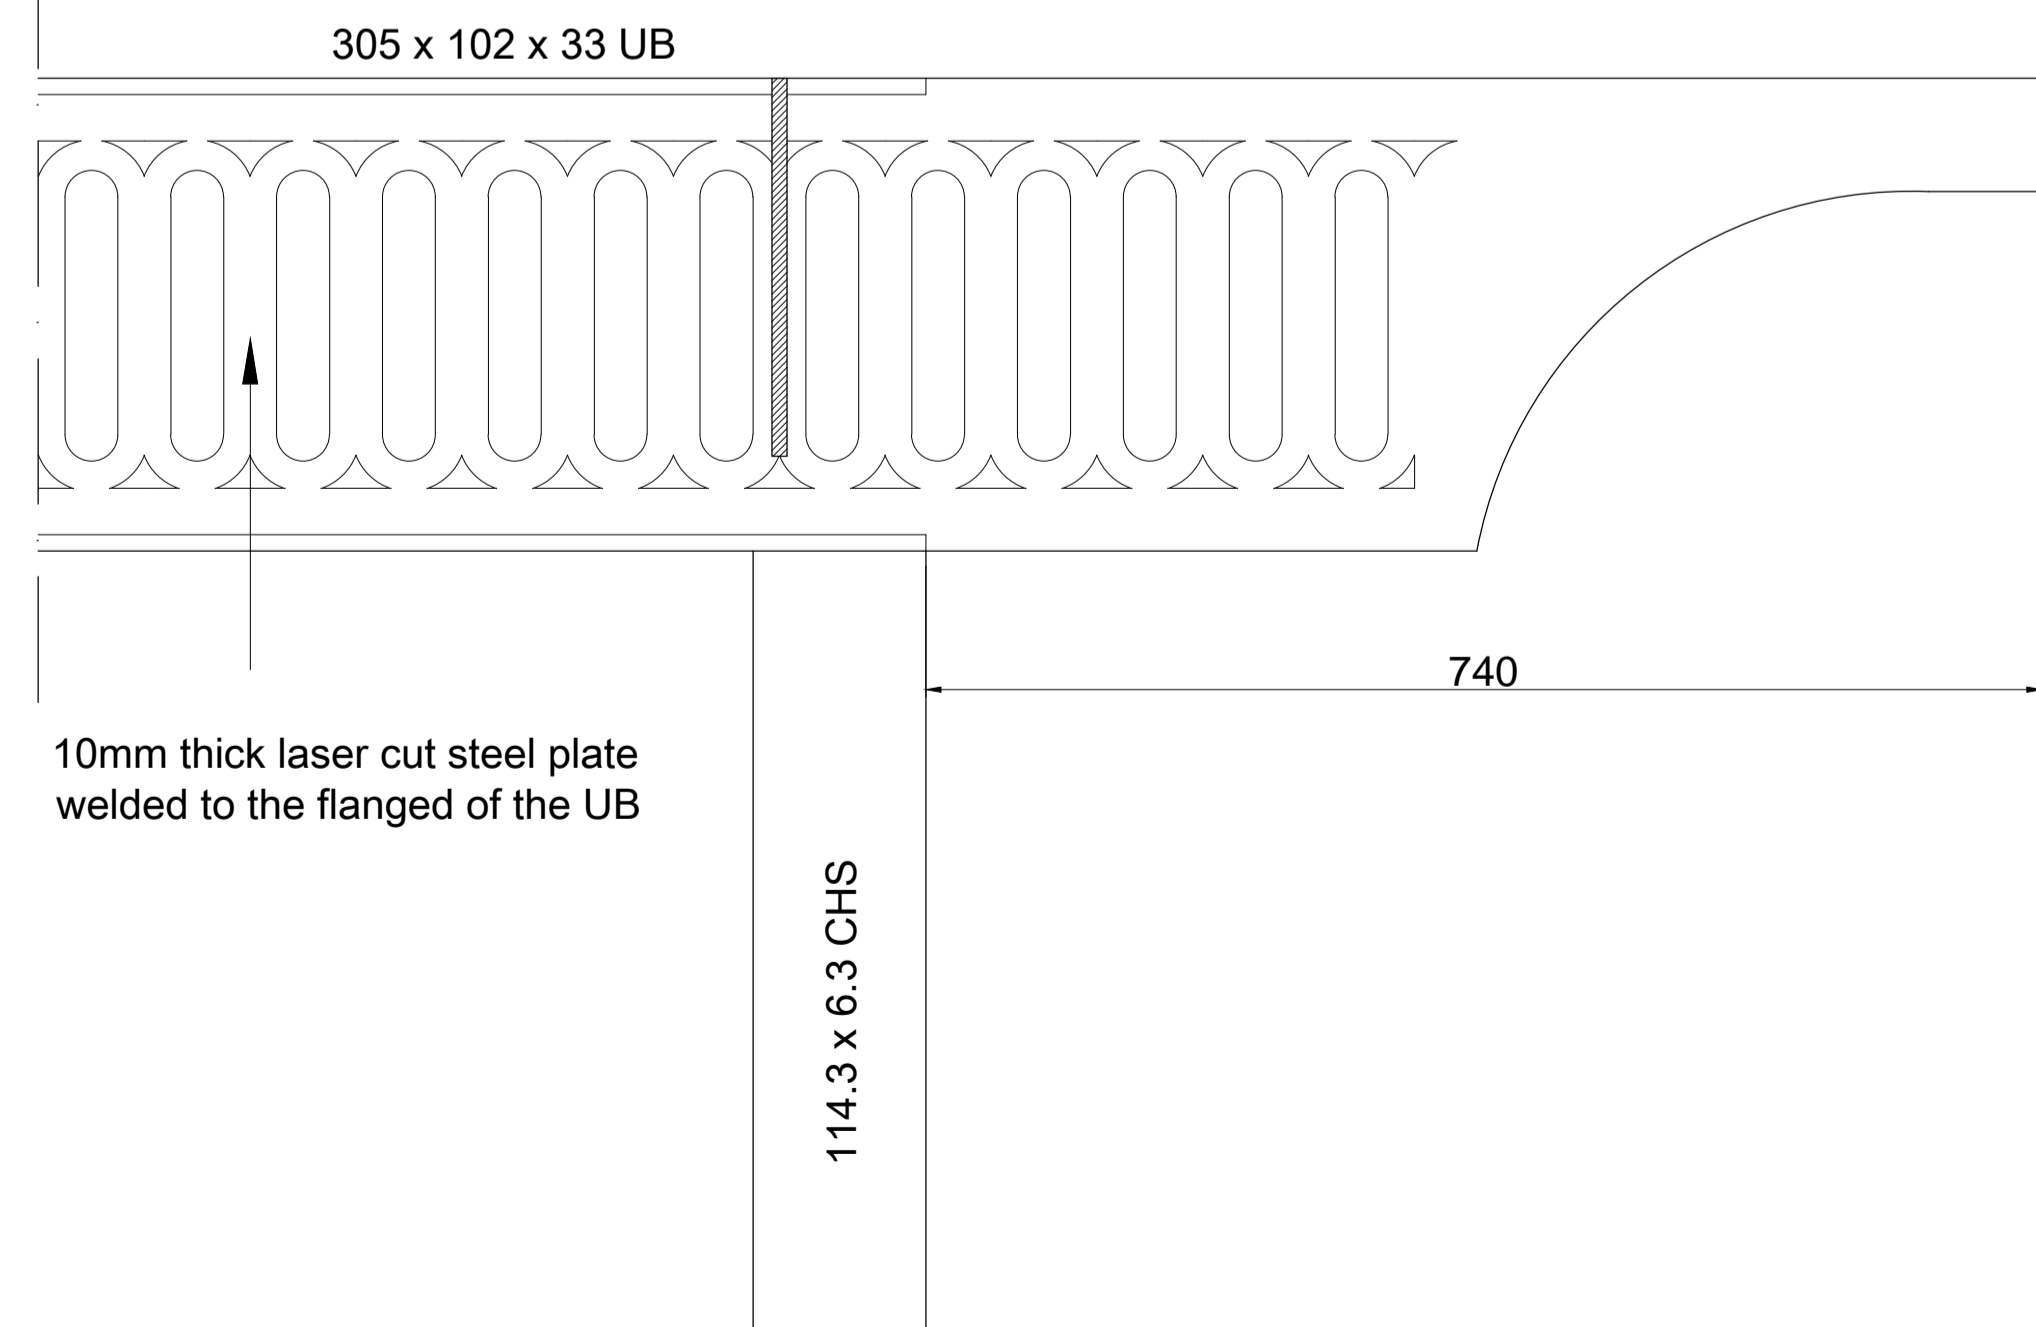 305 x 102 x 33 UB
740
10mm thick laser cut steel plate
welded to the flanged of the UB
114.3 x 6.3 CHS